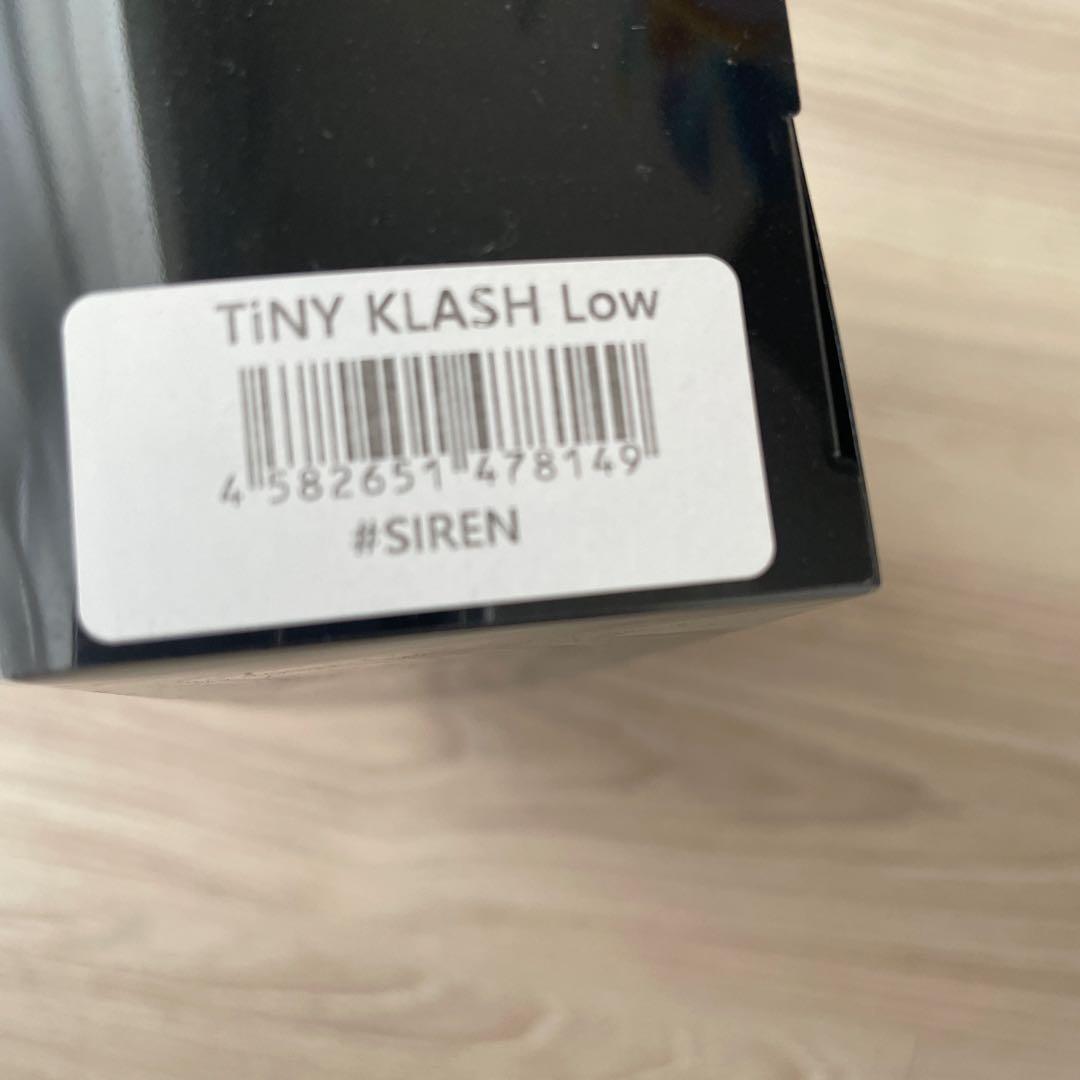 TiNY KLASH Low
4 582651 478149
#SIREN